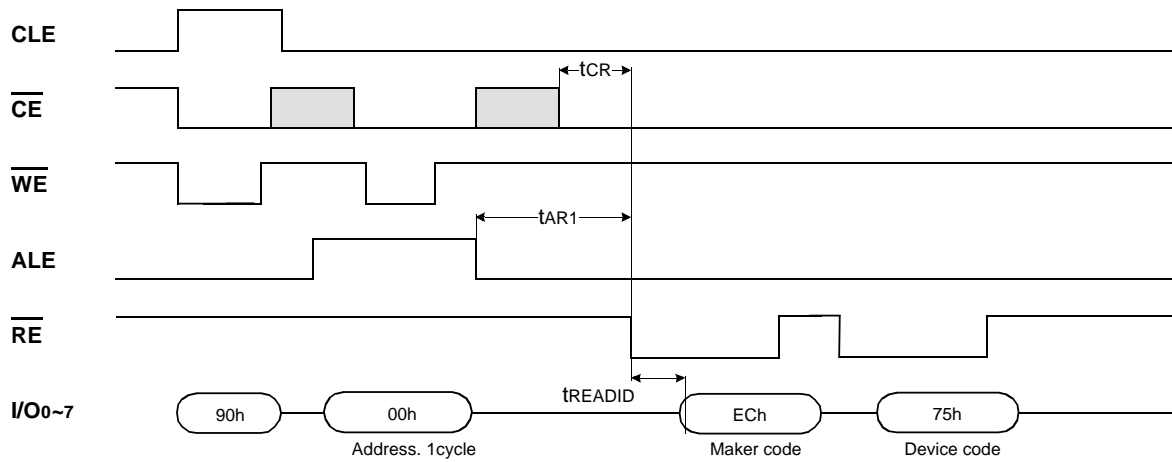 CLE
tCR
CE
WE
tAR1
ALE
RE
tREADID
I/O0~7
90h
00h
ECh
75h
Address. 1cycle
Maker code
Device code